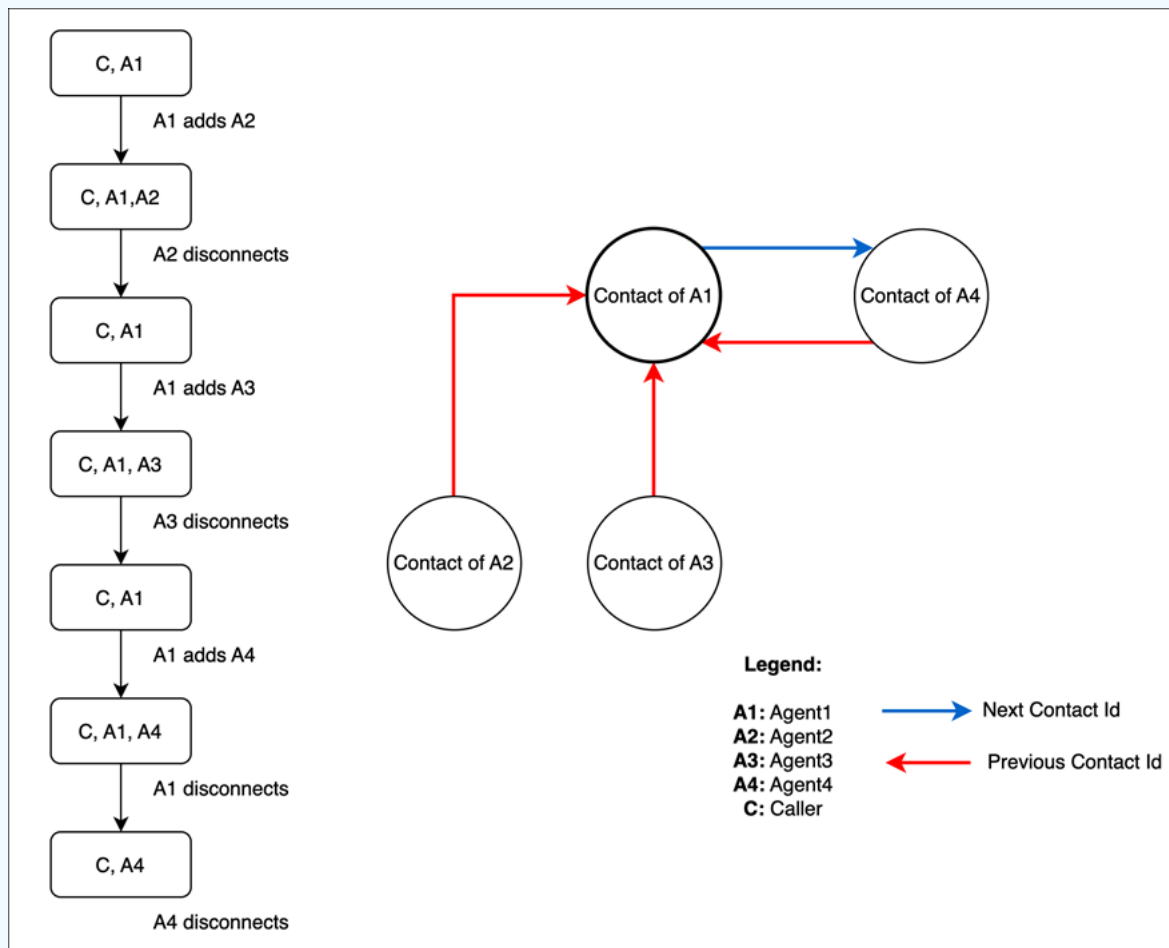 C, A1
A1 adds A2
C, A1,A2
A2 disconnects
C, A1
A1 adds A3
C, A1, A3
A3 disconnects
C, A1
A1 adds A4
C, A1, A4
A1 disconnects
C, A4
A4 disconnects
Contact of A1
Contact of A4
Contact of A2
Contact of A3
Legend:
A1: Agent1
A2: Agent2
A3: Agent3
A4: Agent4
C: Caller
Next Contact Id
Previous Contact Id